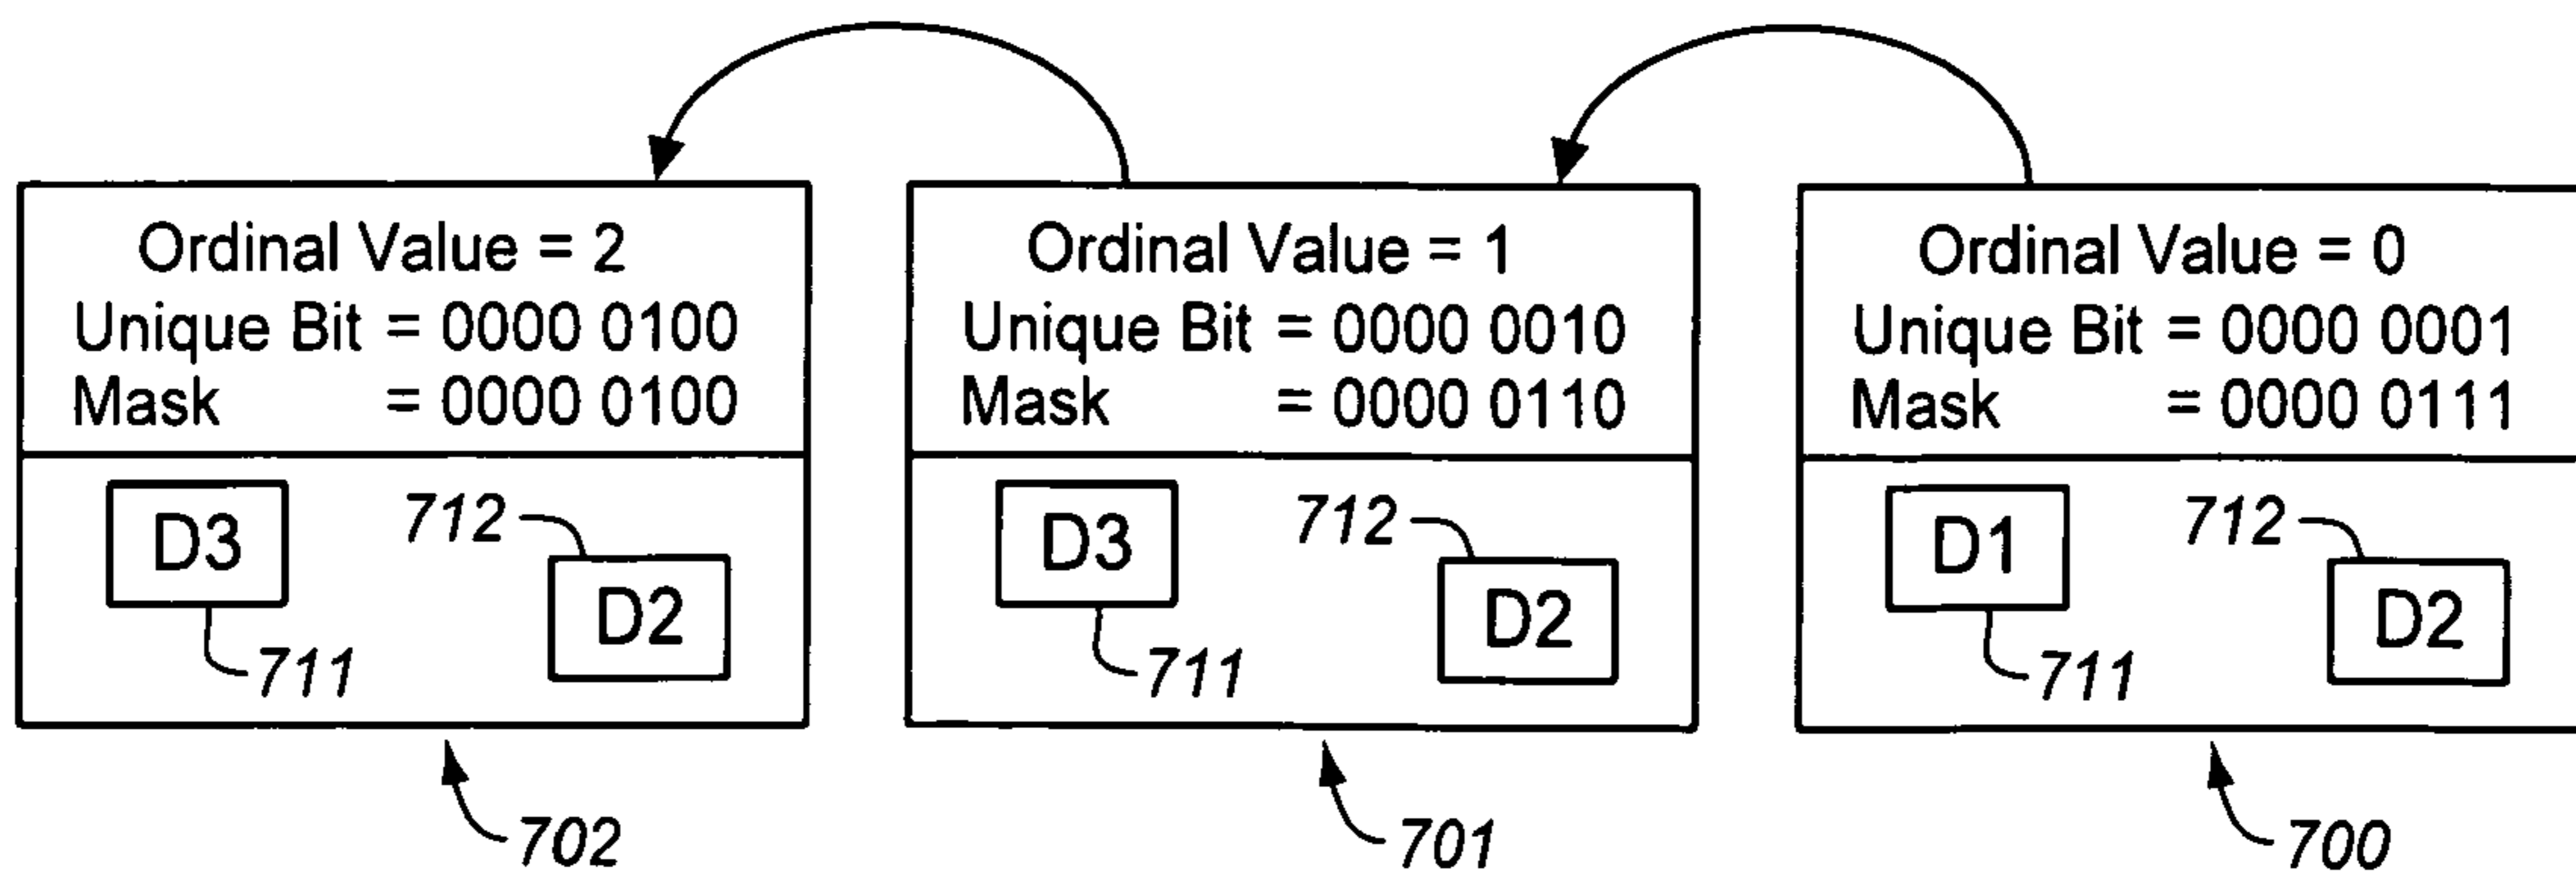 Ordinal Value = 2
Unique Bit = 0000 0100
Mask = 0000 0100
D3
712
D2
711
702
Ordinal Value = 1
Unique Bit = 0000 0010
Mask = 0000 0110
D3
712
D2
711
701
Ordinal Value = 0
Unique Bit = 0000 0001
Mask = 0000 0111
D1
712
D2
711
700